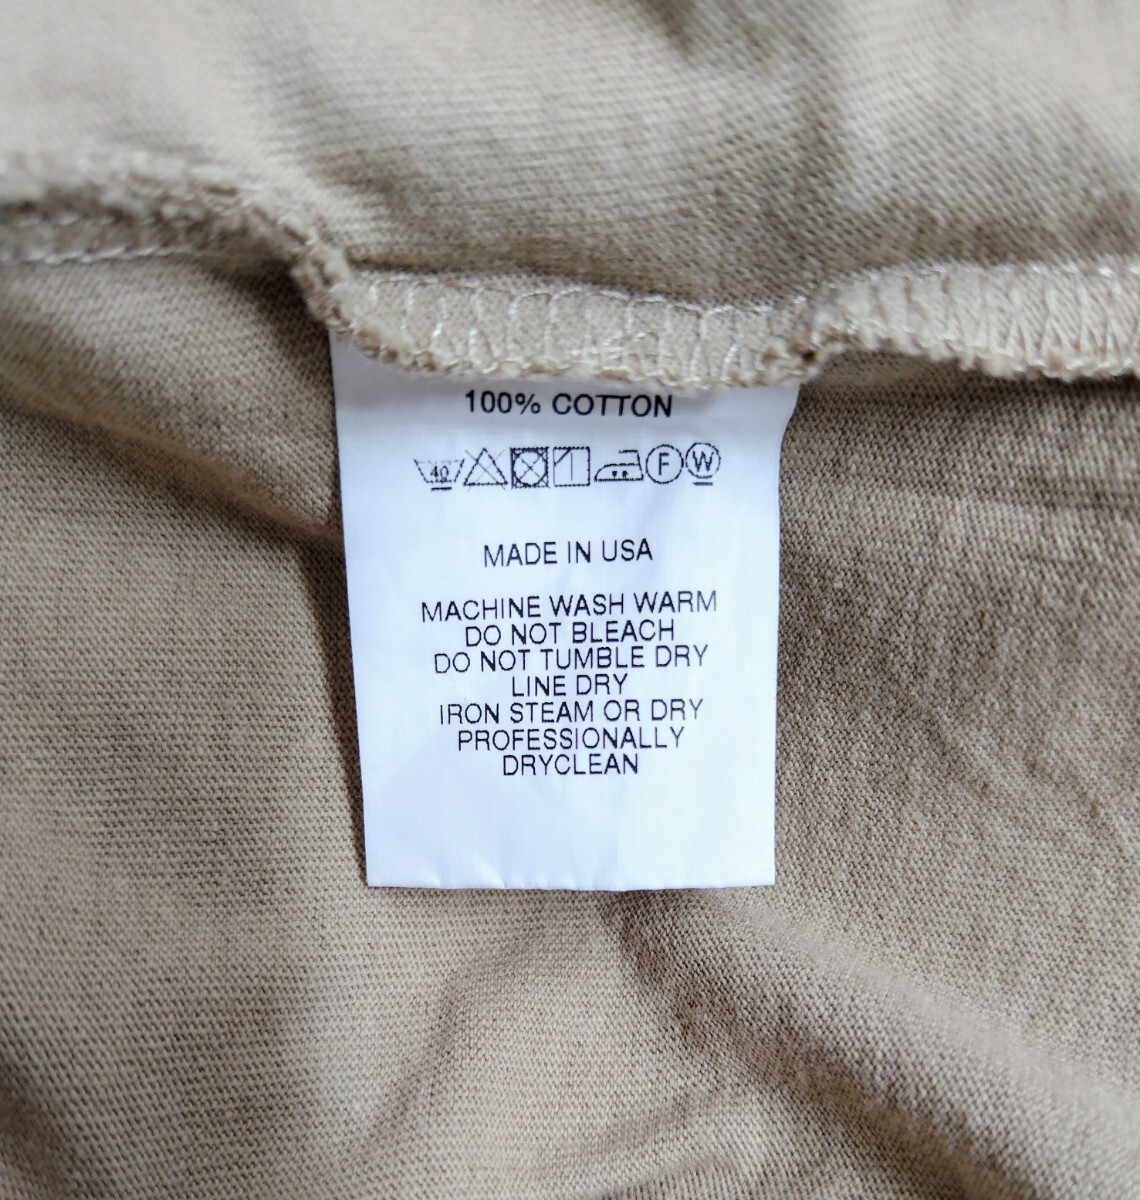 100% COTTON
40 F W
MADE IN USA
MACHINE WASH WARM
DO NOT BLEACH
DO NOT TUMBLE DRY
LINE DRY
IRON STEAM OR DRY
PROFESSIONALLY
DRYCLEAN